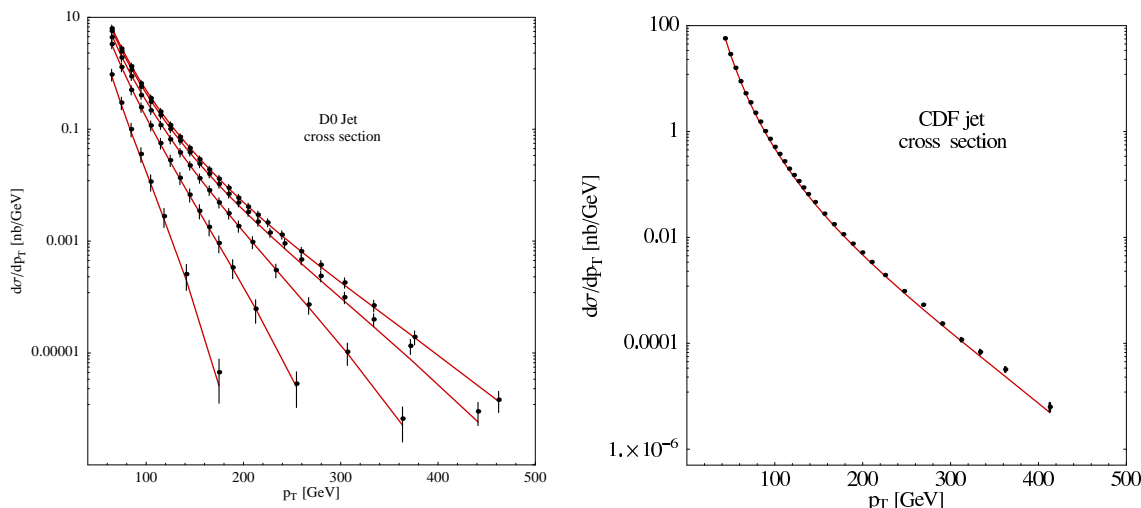 10
0.1
0.001
0.00001
dσ/dp_T [nb/GeV]
D0 Jet
cross section
100
200
300
400
500
p_T [GeV]
100
1
0.01
0.0001
1.×10⁻⁶
dσ/dp_T [nb/GeV]
CDF jet
cross section
100
200
300
400
500
p_T [GeV]